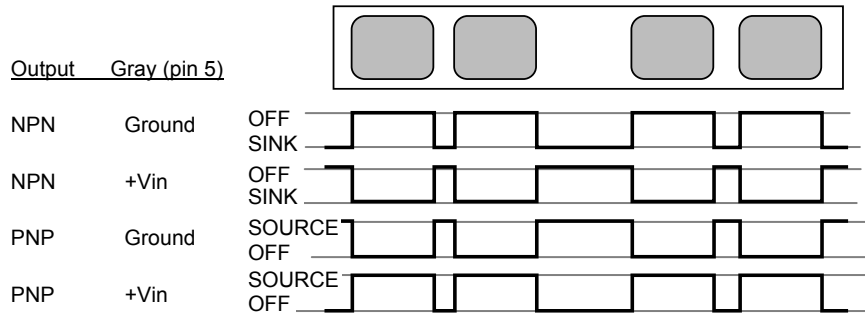 Output Gray (pin 5)
NPN Ground OFF
SINK
NPN +Vin OFF
SINK
PNP Ground SOURCE
OFF
PNP +Vin SOURCE
OFF